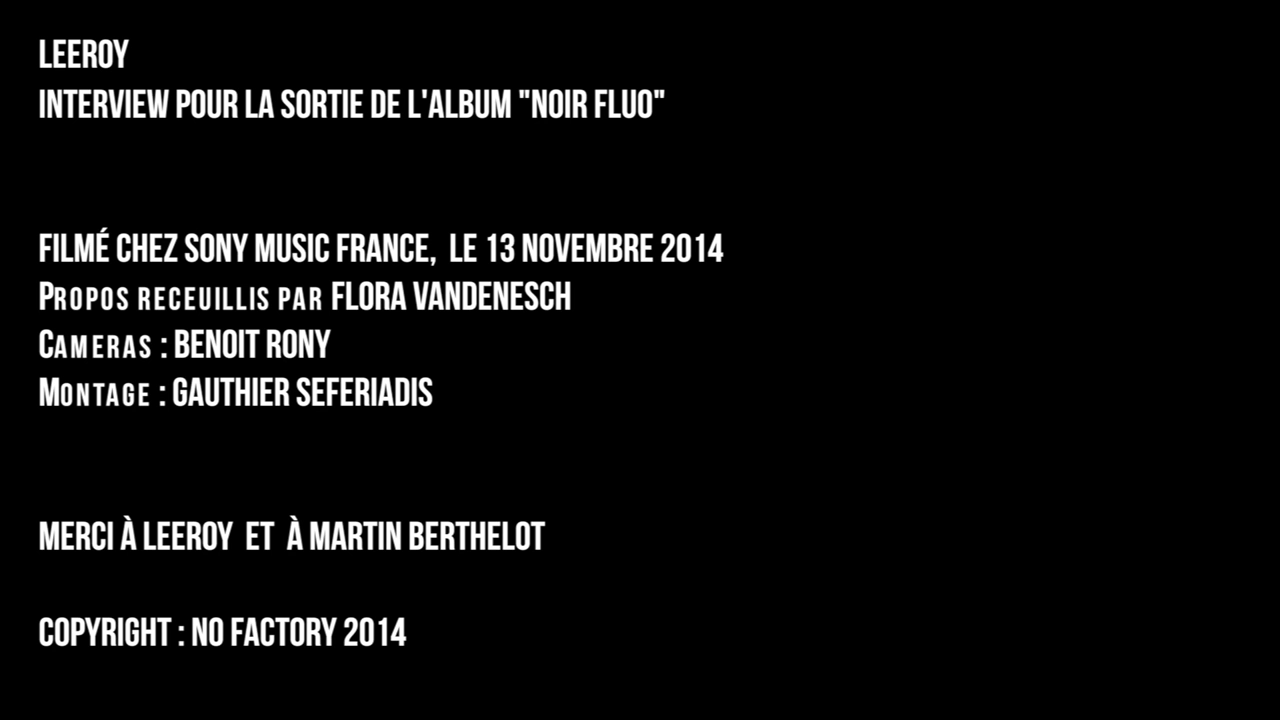 LEEROY
INTERVIEW POUR LA SORTIE DE L'ALBUM "NOIR FLUO"
FILMÉ CHEZ SONY MUSIC FRANCE, LE 13 NOVEMBRE 2014
PROPOS RECEUILLIS PAR FLORA VANDENESCH
CAMERAS : BENOIT RONY
MONTAGE : GAUTHIER SEFERIADIS
MERCI À LEEROY ET À MARTIN BERTHELOT
COPYRIGHT : NO FACTORY 2014